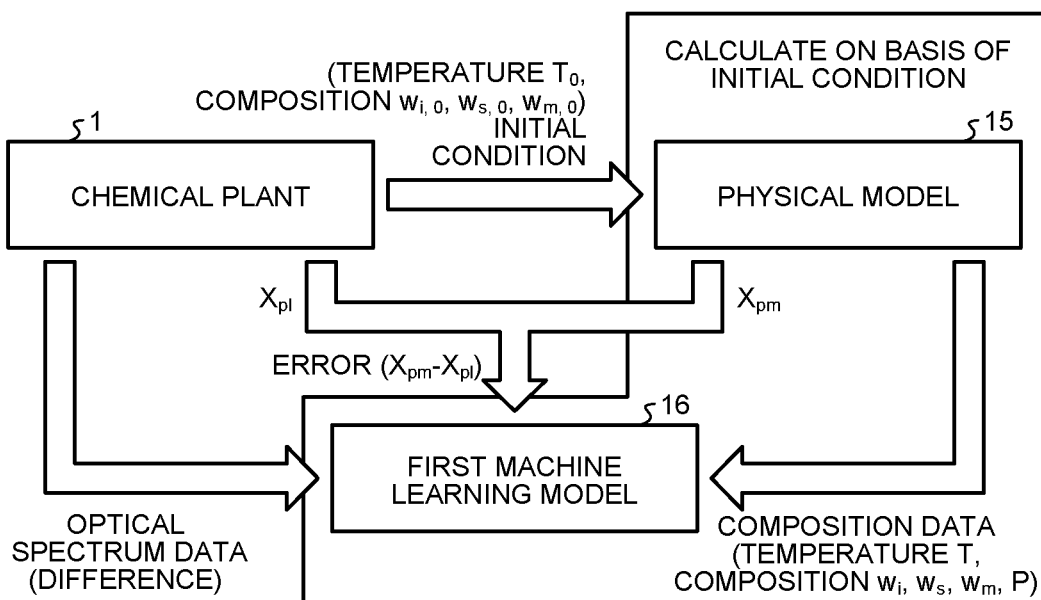 CALCULATE ON BASIS OF
INITIAL CONDITION
(TEMPERATURE T₀,
COMPOSITION wᵢ, ₀, wₛ, ₀, wₘ, ₀)
INITIAL
CONDITION
1
CHEMICAL PLANT
15
PHYSICAL MODEL
Xpl
Xpm
ERROR (Xpm-Xpl)
16
FIRST MACHINE
LEARNING MODEL
OPTICAL
SPECTRUM DATA
(DIFFERENCE)
COMPOSITION DATA
(TEMPERATURE T,
COMPOSITION wᵢ, wₛ, wₘ, P)